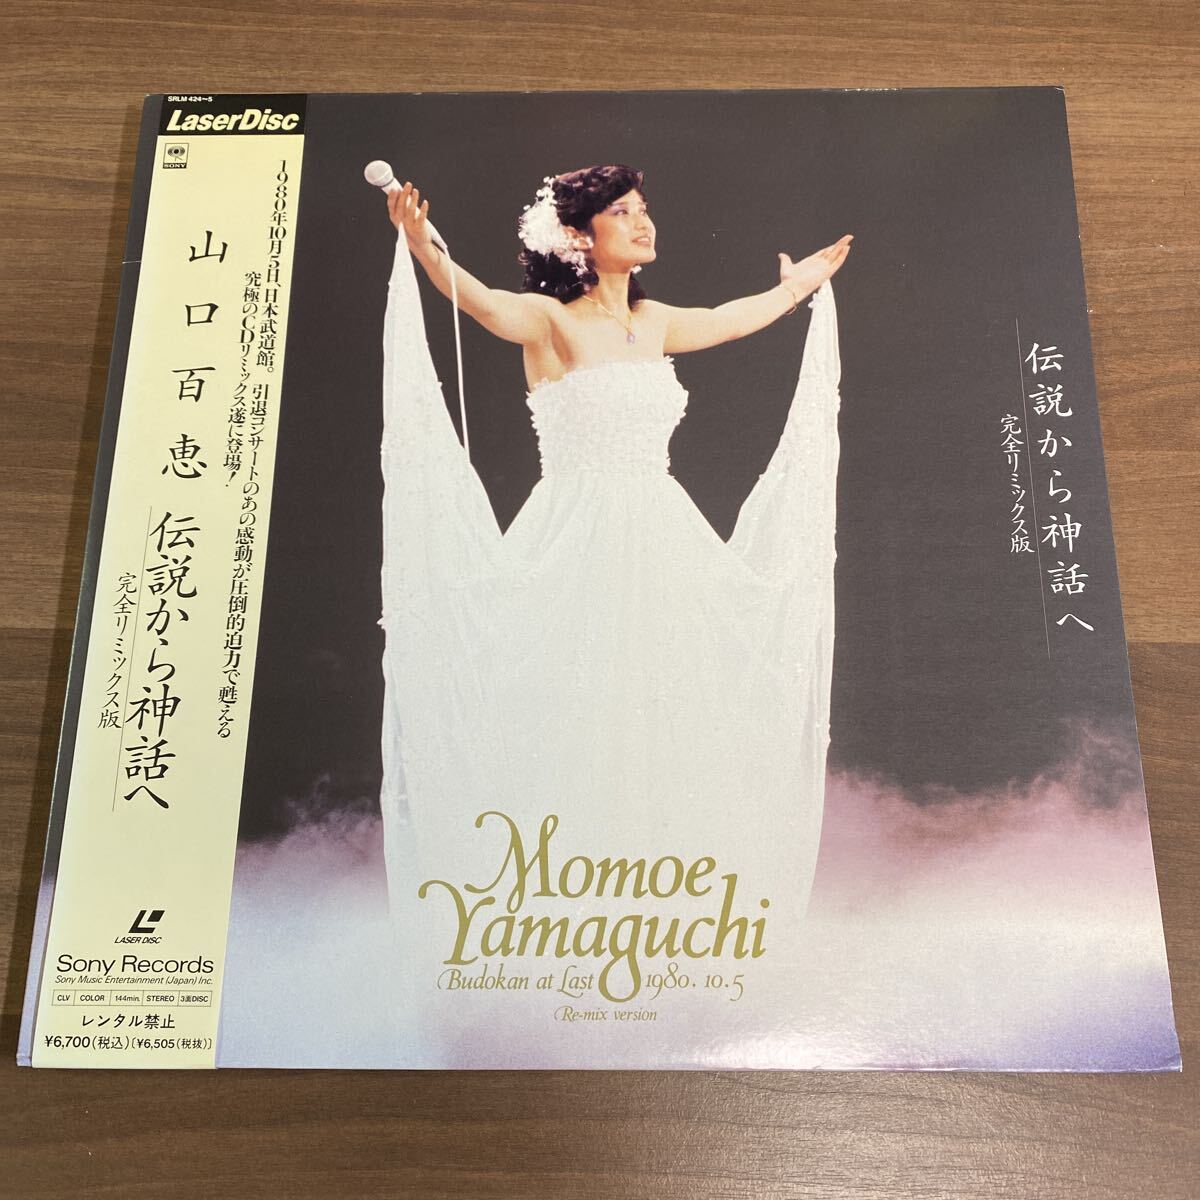 SRLM 424~5
LaserDisc
SONY
1980年10月5日、日本武道館。
引退コンサートのあの感動が圧倒的迫力で甦える
究極のCDリミックス遂に登場!
山口百恵
伝説から神話へ
完全リミックス版
LASER DISC
Sony Records
Sony Music Entertainment (Japan) Inc.
CLV COLOR 144min. STEREO 3面DISC
レンタル禁止
¥6,700(税込)[¥6,505(税抜)]
伝説から神話へ
完全リミックス版
Momoe
Yamaguchi
Budokan at Last 1980.10.5
Re-mix version